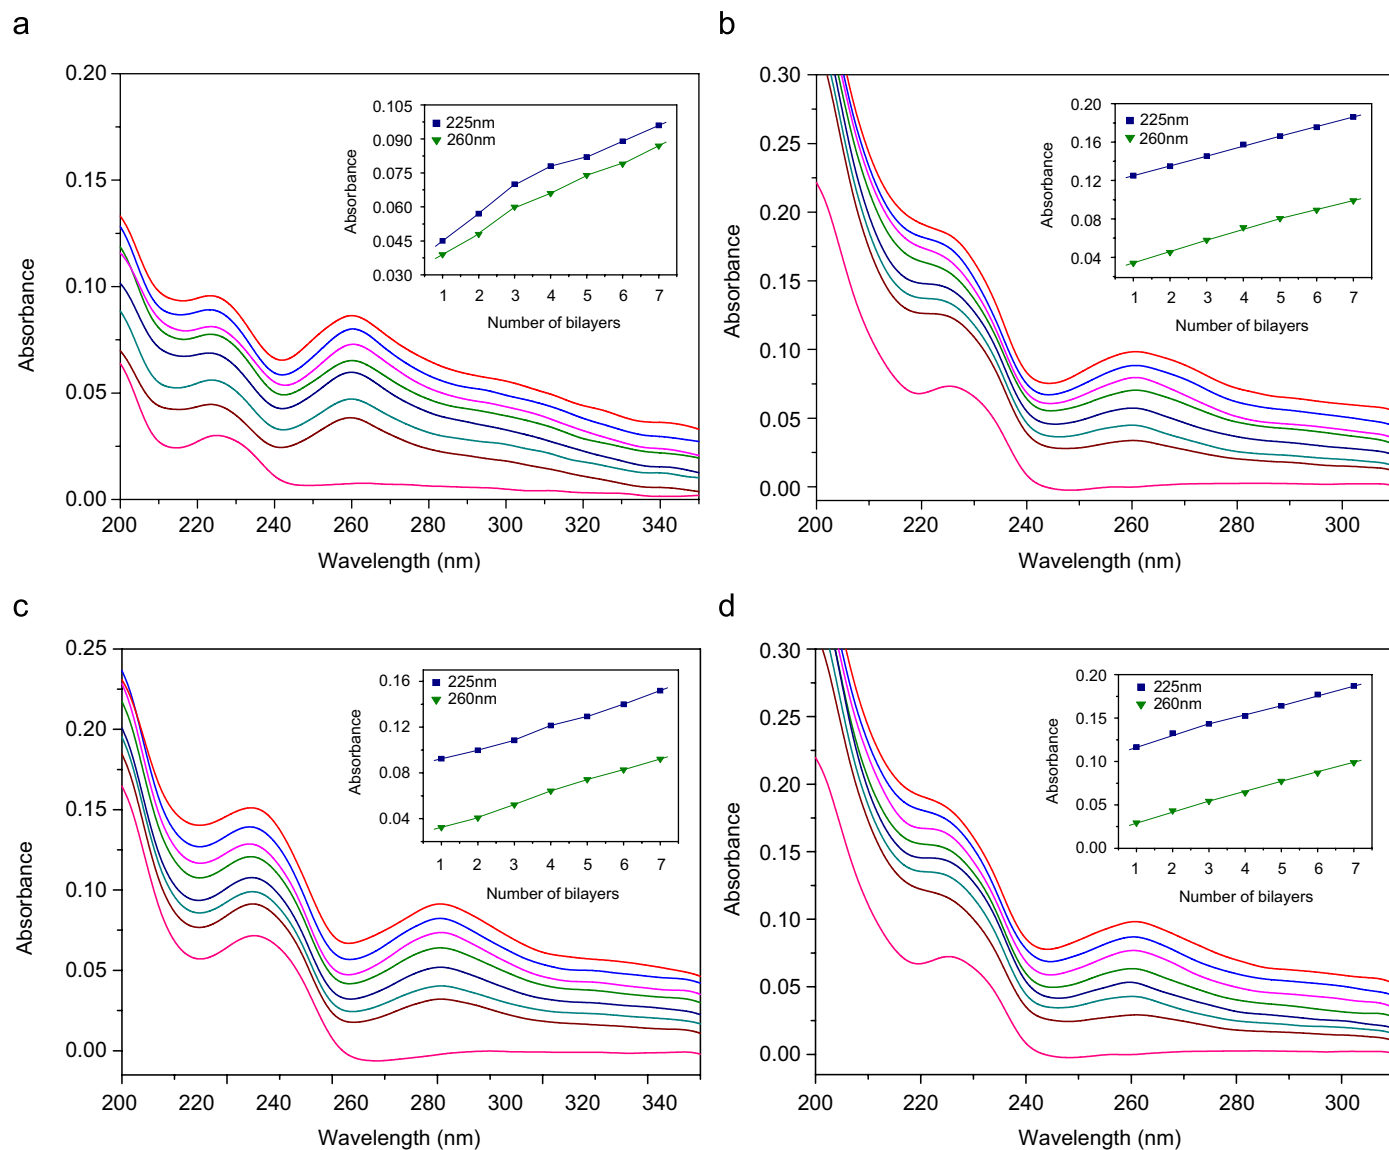 a
0.20
0.15
0.10
0.05
0.00
Absorbance
200 220 240 260 280 300 320 340
Wavelength (nm)
0.105
0.090
0.075
0.060
0.045
0.030
Absorbance
225nm
260nm
1 2 3 4 5 6 7
Number of bilayers
b
0.30
0.25
0.20
0.15
0.10
0.05
0.00
Absorbance
200 220 240 260 280 300
Wavelength (nm)
0.20
0.16
0.12
0.08
0.04
Absorbance
225nm
260nm
1 2 3 4 5 6 7
Number of bilayers
c
0.25
0.20
0.15
0.10
0.05
0.00
Absorbance
200 220 240 260 280 300 320 340
Wavelength (nm)
0.16
0.12
0.08
0.04
Absorbance
225nm
260nm
1 2 3 4 5 6 7
Number of bilayers
d
0.30
0.25
0.20
0.15
0.10
0.05
0.00
Absorbance
200 220 240 260 280 300
Wavelength (nm)
0.20
0.15
0.10
0.05
0.00
Absorbance
225nm
260nm
1 2 3 4 5 6 7
Number of bilayers